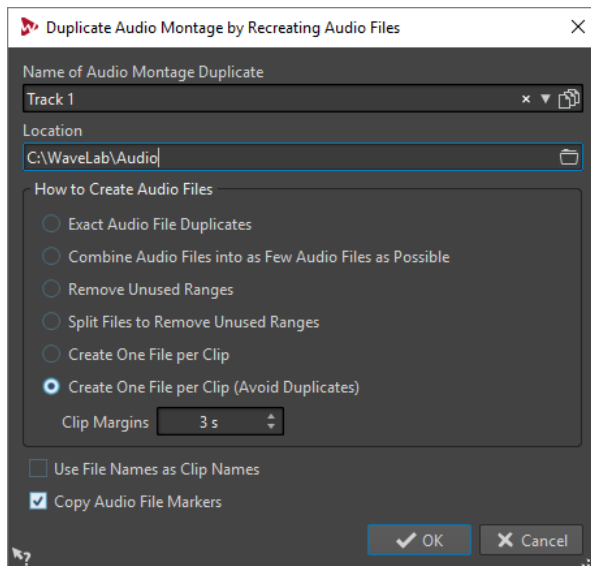 Duplicate Audio Montage by Recreating Audio Files
Name of Audio Montage Duplicate
Track 1
Location
C:\WaveLab\Audio
How to Create Audio Files
Exact Audio File Duplicates
Combine Audio Files into as Few Audio Files as Possible
Remove Unused Ranges
Split Files to Remove Unused Ranges
Create One File per Clip
Create One File per Clip (Avoid Duplicates)
Clip Margins 3 s
Use File Names as Clip Names
Copy Audio File Markers
OK Cancel
?